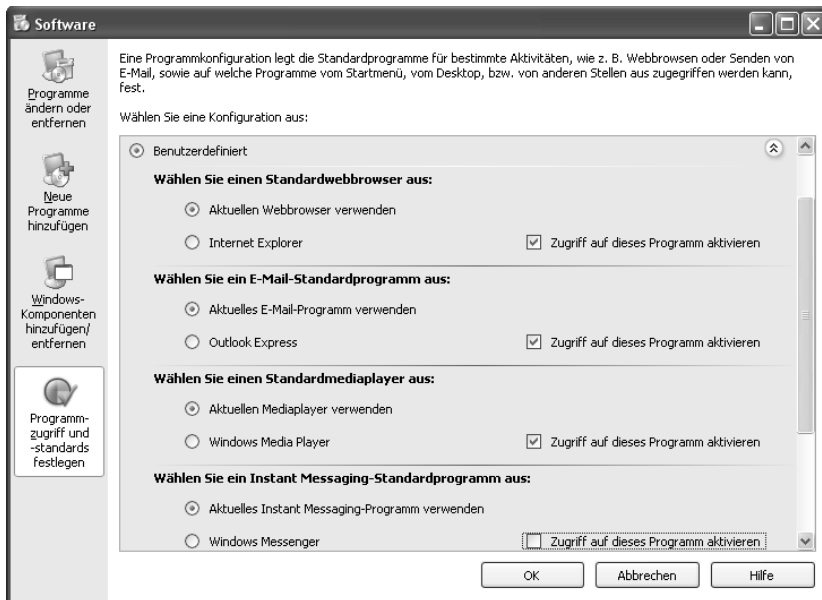 Software
Programme
ändern oder
entfernen
Neue
Programme
hinzufügen
Windows-
Komponenten
hinzufügen/
entfernen
Programm-
zugriff und
-standards
festlegen
Eine Programmkonfiguration legt die Standardprogramme für bestimmte Aktivitäten, wie z. B. Webbrowsen oder Senden von
E-Mail, sowie auf welche Programme vom Startmenü, vom Desktop, bzw. von anderen Stellen aus zugegriffen werden kann,
fest.
Wählen Sie eine Konfiguration aus:
Benutzerdefiniert
Wählen Sie einen Standardwebbrowser aus:
Aktuellen Webbrowser verwenden
Internet Explorer Zugriff auf dieses Programm aktivieren
Wählen Sie ein E-Mail-Standardprogramm aus:
Aktuelles E-Mail-Programm verwenden
Outlook Express Zugriff auf dieses Programm aktivieren
Wählen Sie einen Standardmediaplayer aus:
Aktuellen Mediaplayer verwenden
Windows Media Player Zugriff auf dieses Programm aktivieren
Wählen Sie ein Instant Messaging-Standardprogramm aus:
Aktuelles Instant Messaging-Programm verwenden
Windows Messenger Zugriff auf dieses Programm aktivieren
OK Abbrechen Hilfe